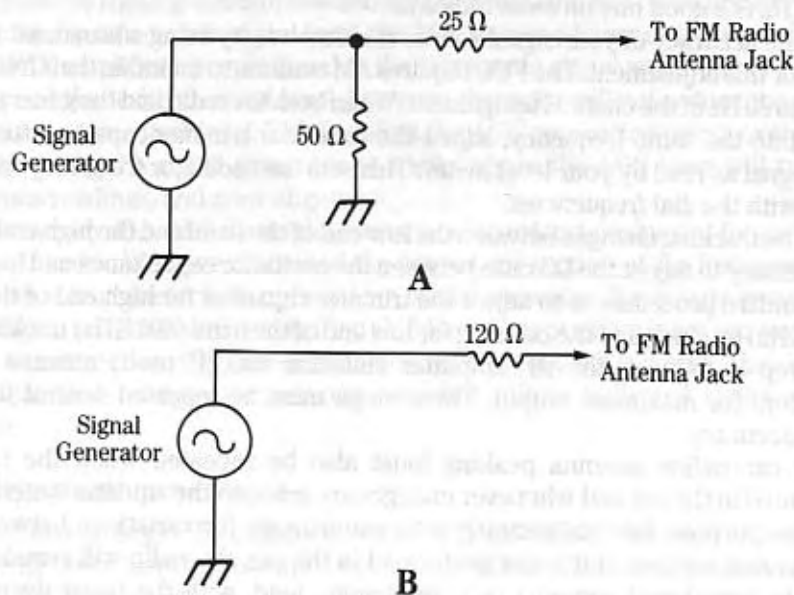 25 Ω
To FM Radio
Antenna Jack
Signal
Generator
50 Ω
A
120 Ω
To FM Radio
Antenna Jack
Signal
Generator
B